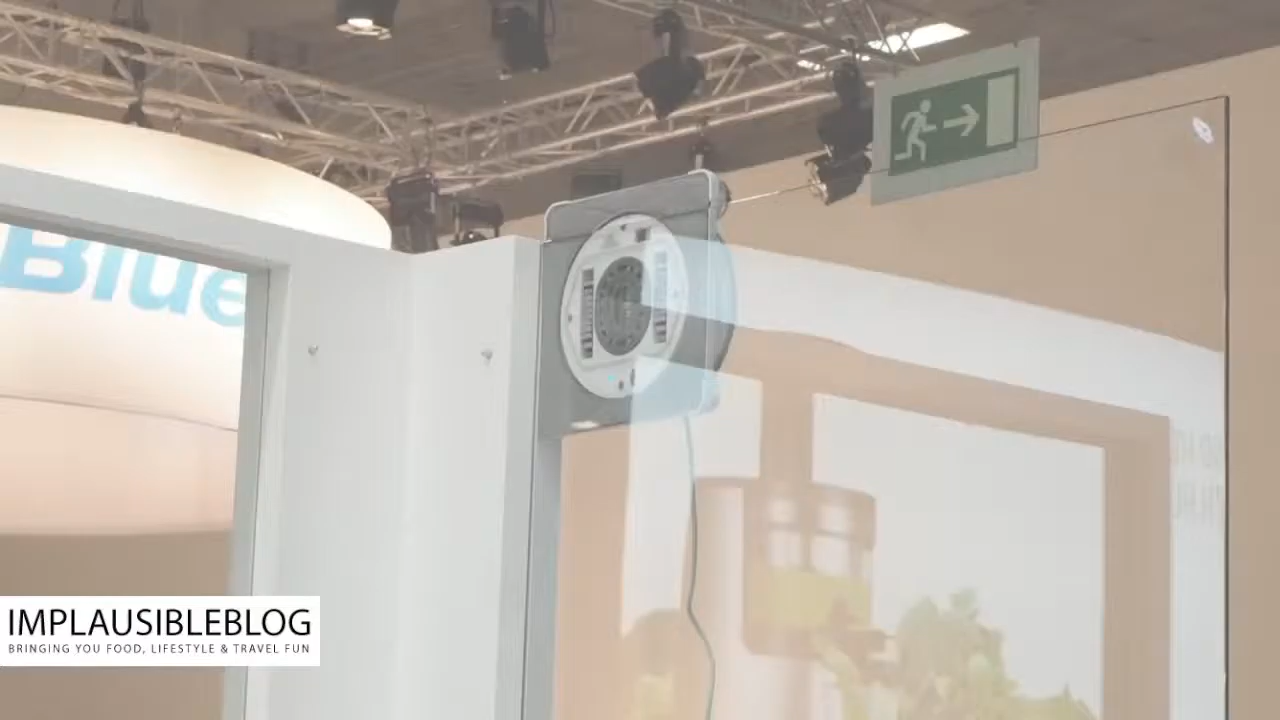 Blue
IMPLAUSIBLEBLOG
BRINGING YOU FOOD, LIFESTYLE & TRAVEL FUN